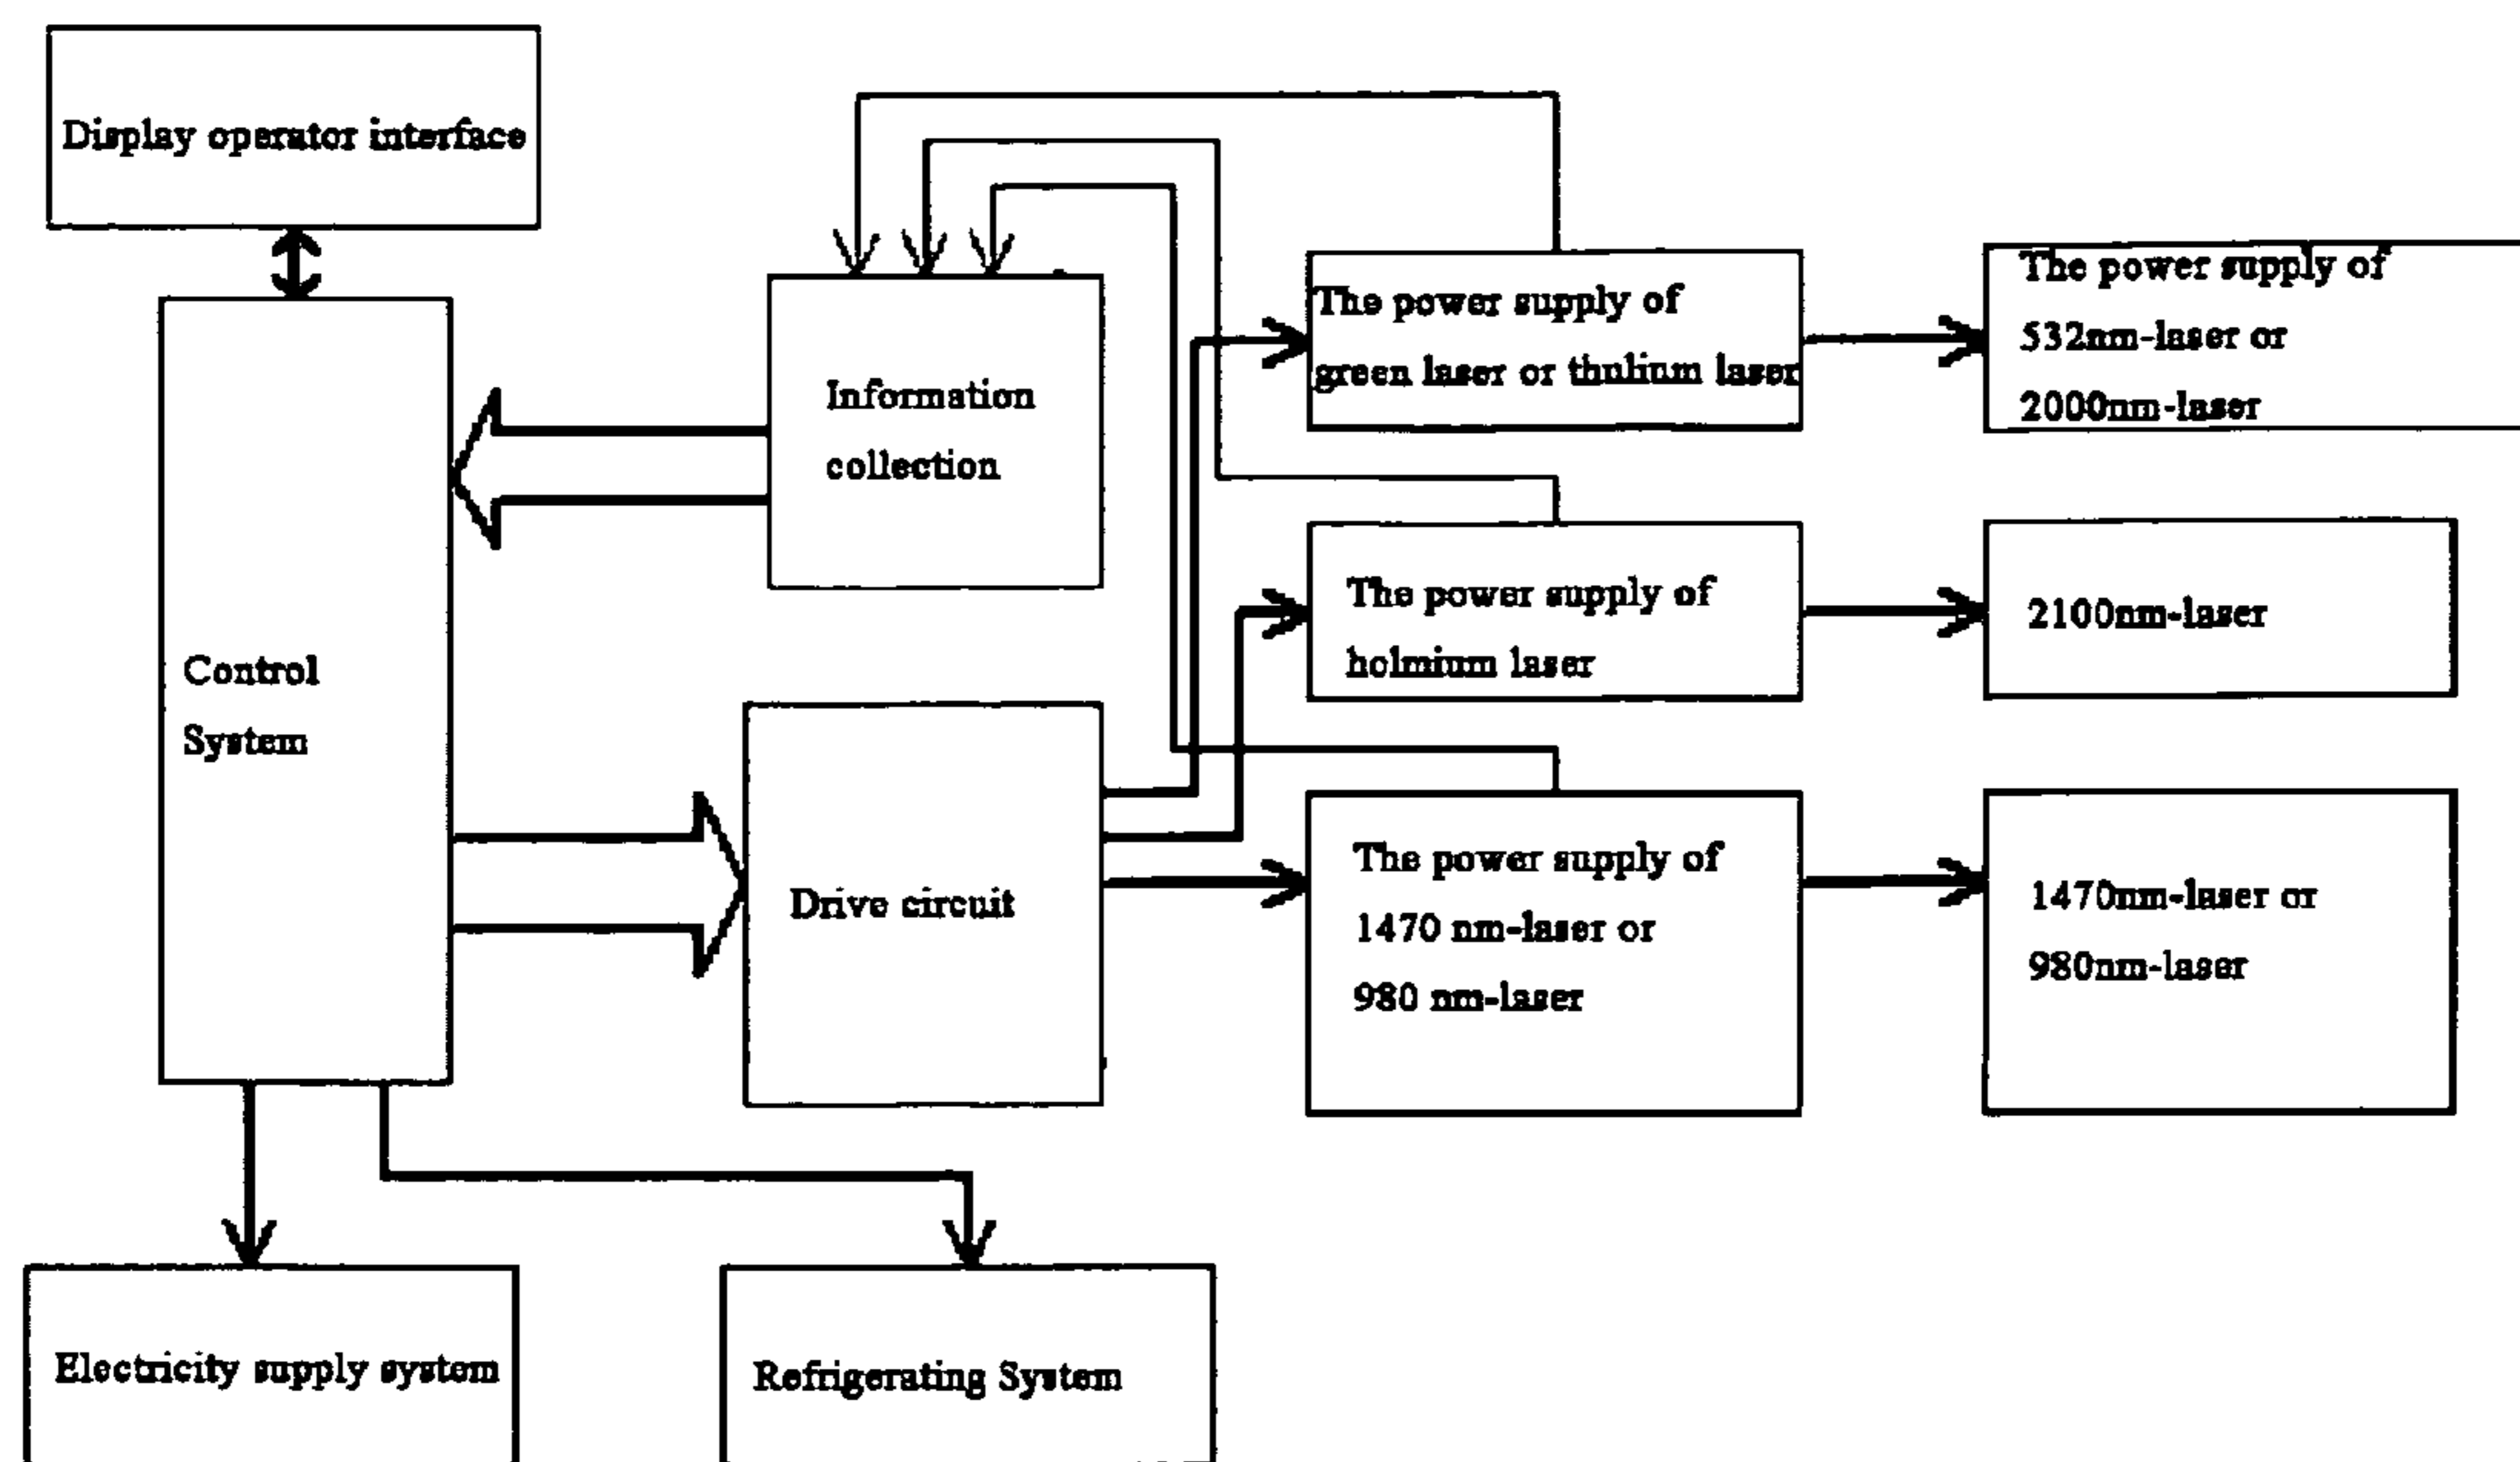 Display operator interface
The power supply of
green laser or thulium laser
The power supply of
532nm-laser or
2000nm-laser
Information
collection
The power supply of
holmium laser
2100nm-laser
Control
System
Drive circuit
The power supply of
1470 nm-laser or
980 nm-laser
1470nm-laser or
980nm-laser
Electricity supply system
Refrigerating System